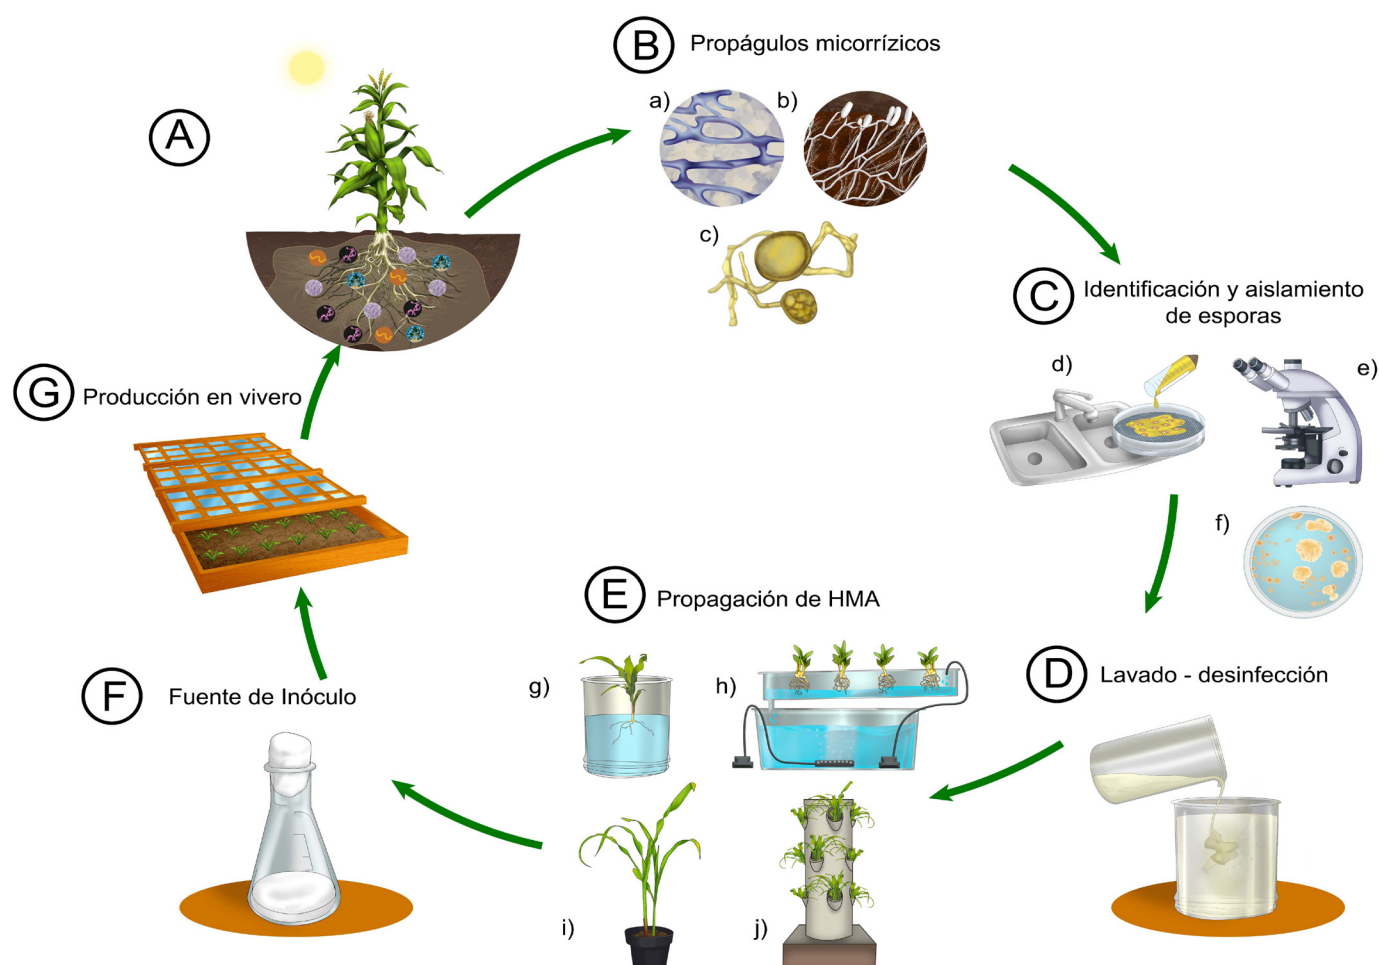 A
B
Propágulos micorrízicos
a)
b)
c)
C
Identificación y aislamiento
de esporas
d)
e)
f)
D
Lavado - desinfección
E
Propagación de HMA
g)
h)
i)
j)
F
Fuente de Inóculo
G
Producción en vivero